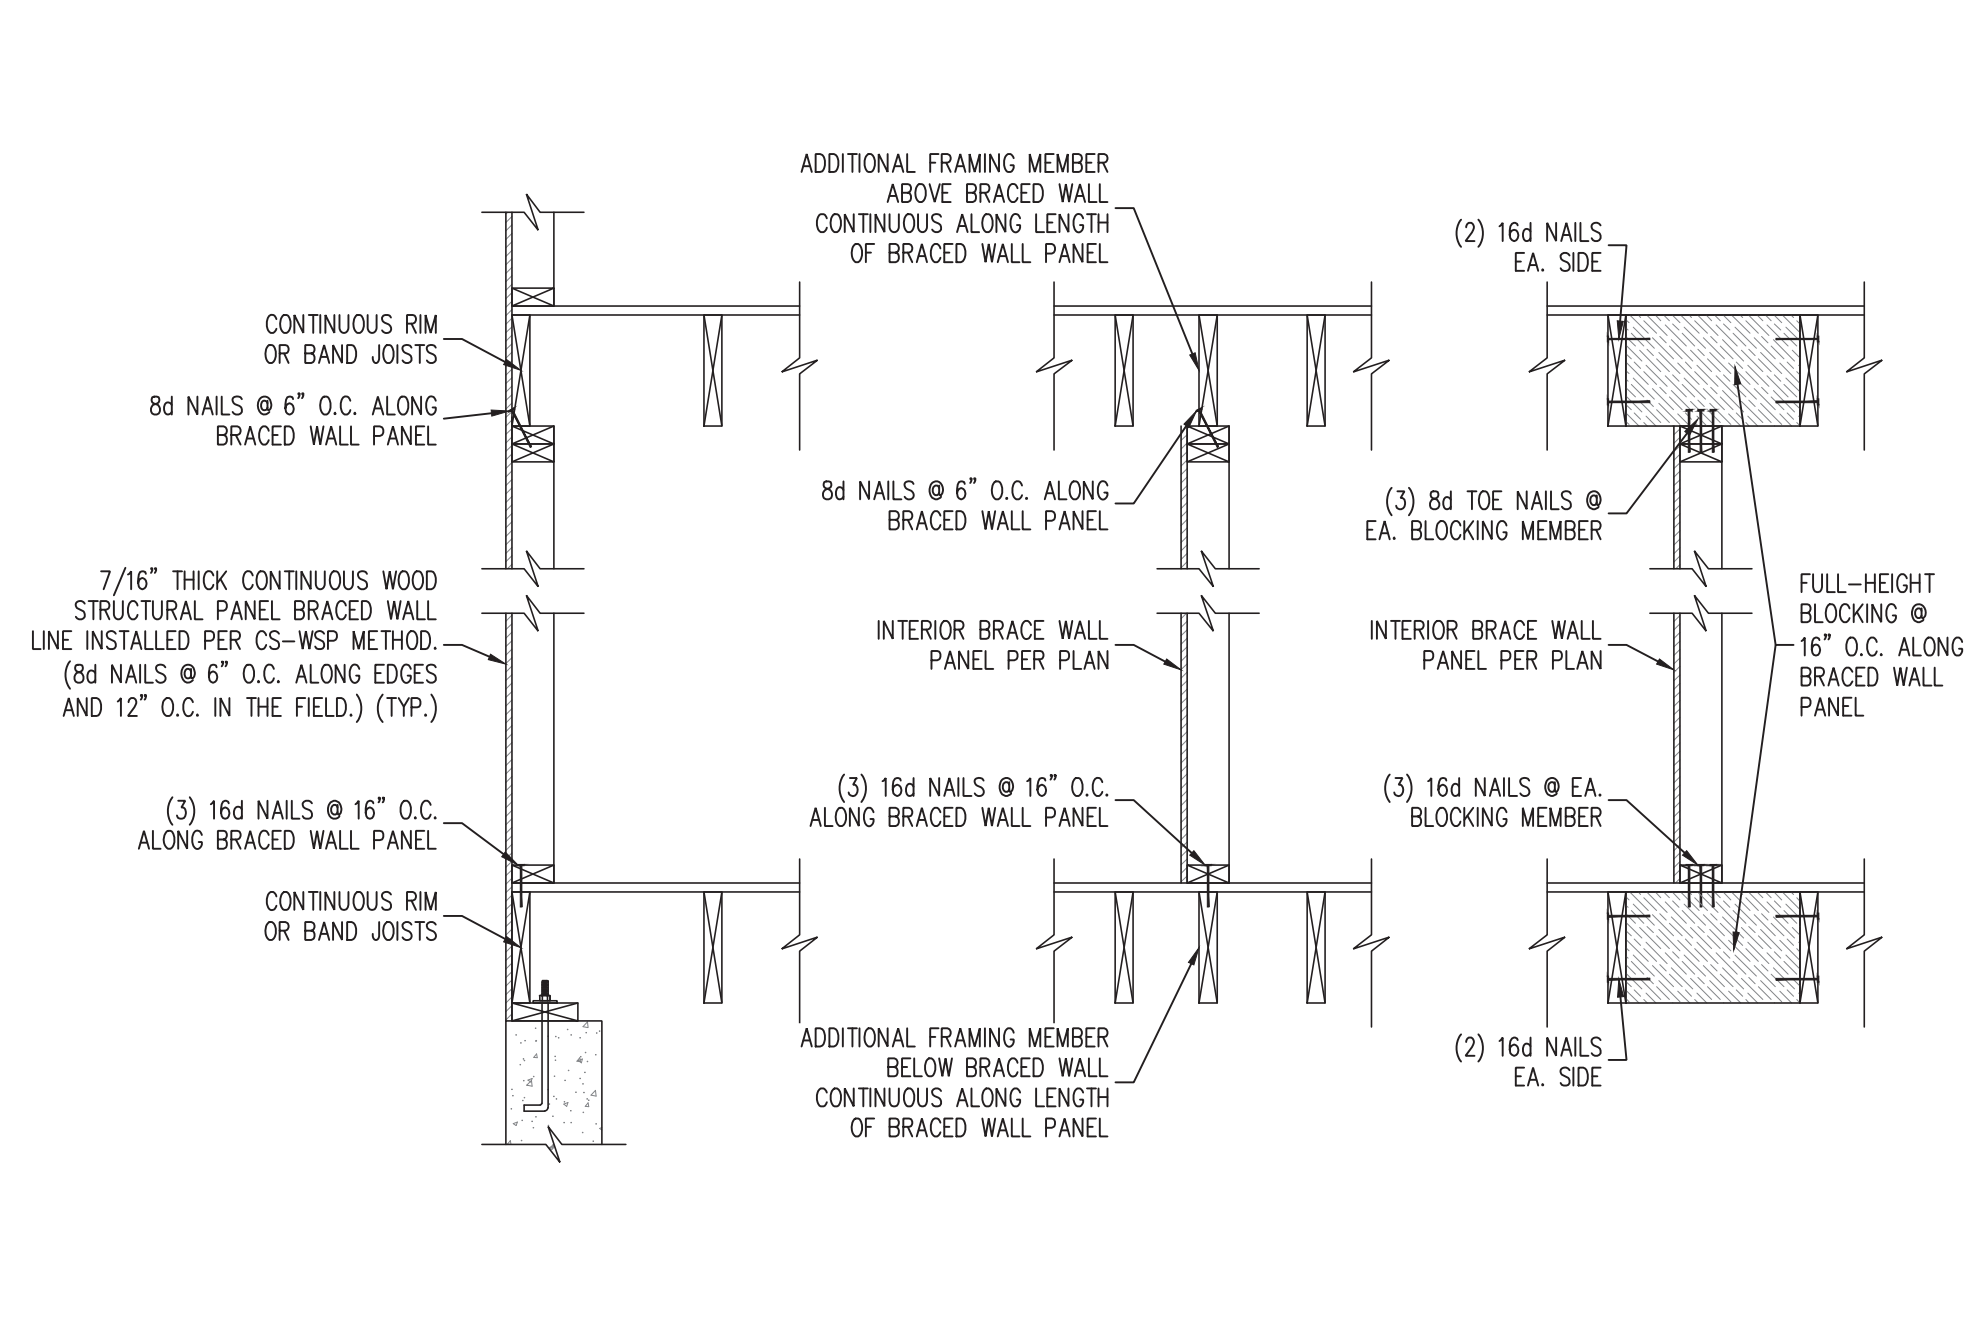 CONTINUOUS RIM
OR BAND JOISTS
8d NAILS @ 6" O.C. ALONG
BRACED WALL PANEL
7/16" THICK CONTINUOUS WOOD
STRUCTURAL PANEL BRACED WALL
LINE INSTALLED PER CS-WSP METHOD.
(8d NAILS @ 6" O.C. ALONG EDGES
AND 12" O.C. IN THE FIELD.) (TYP.)
(3) 16d NAILS @ 16" O.C.
ALONG BRACED WALL PANEL
CONTINUOUS RIM
OR BAND JOISTS
ADDITIONAL FRAMING MEMBER
ABOVE BRACED WALL
CONTINUOUS ALONG LENGTH
OF BRACED WALL PANEL
8d NAILS @ 6" O.C. ALONG
BRACED WALL PANEL
INTERIOR BRACE WALL
PANEL PER PLAN
(3) 16d NAILS @ 16" O.C.
ALONG BRACED WALL PANEL
ADDITIONAL FRAMING MEMBER
BELOW BRACED WALL
CONTINUOUS ALONG LENGTH
OF BRACED WALL PANEL
(2) 16d NAILS
EA. SIDE
(3) 8d TOE NAILS @
EA. BLOCKING MEMBER
INTERIOR BRACE WALL
PANEL PER PLAN
(3) 16d NAILS @ EA.
BLOCKING MEMBER
(2) 16d NAILS
EA. SIDE
FULL-HEIGHT
BLOCKING @
16" O.C. ALONG
BRACED WALL
PANEL